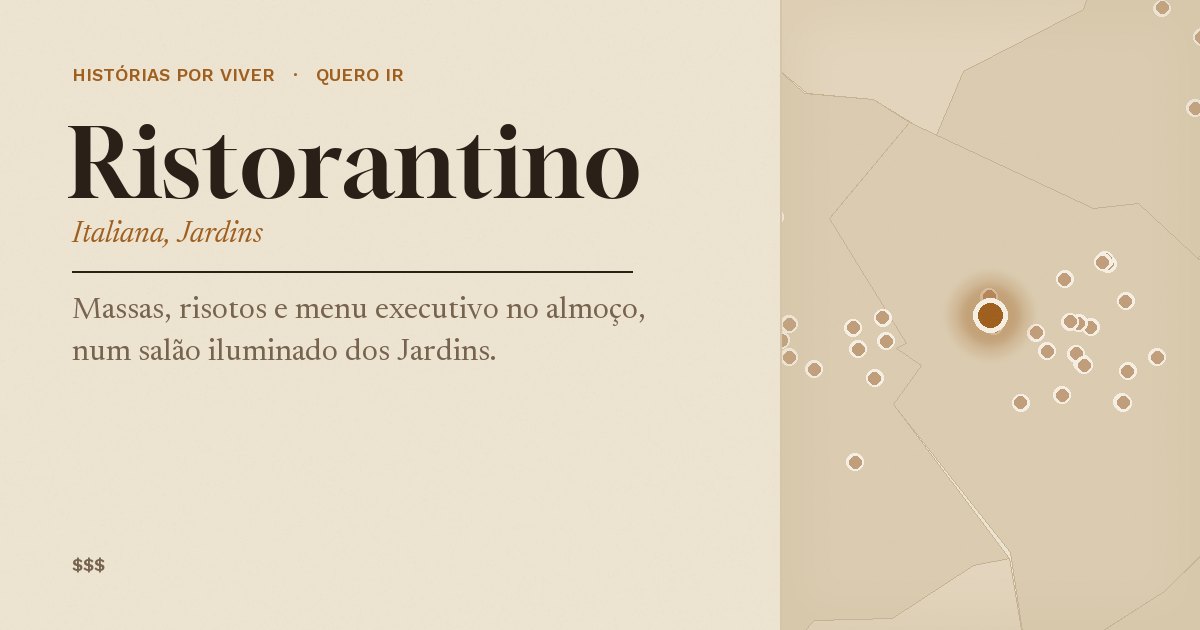 HISTÓRIAS POR VIVER · QUERO IR
Ristorantino
Italiana, Jardins
Massas, risotos e menu executivo no almoço,
num salão iluminado dos Jardins.
$$$